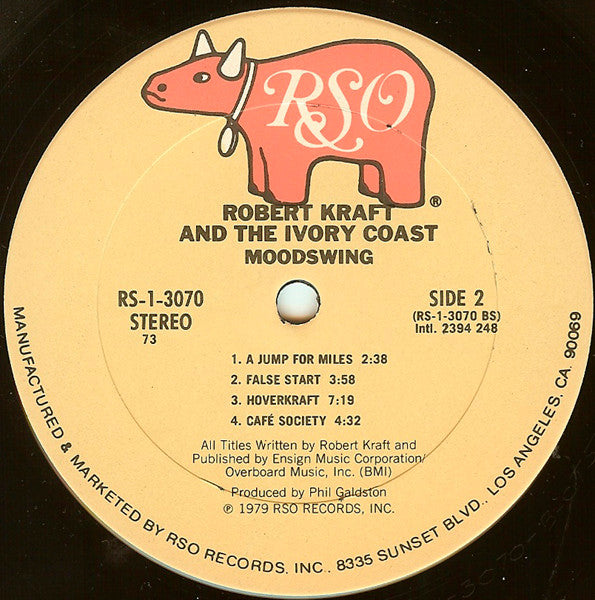 RSO
®
ROBERT KRAFT
AND THE IVORY COAST
MOODSWING
RS-1-3070
STEREO
73
SIDE 2
(RS-1-3070 BS)
Intl. 2394 248
1. A JUMP FOR MILES 2:38
2. FALSE START 3:58
3. HOVERKRAFT 7:19
4. CAFÉ SOCIETY 4:32
All Titles Written by Robert Kraft and
Published by Ensign Music Corporation/
Overboard Music, Inc. (BMI)
Produced by Phil Galdston
℗ 1979 RSO RECORDS, INC.
MANUFACTURED & MARKETED BY RSO RECORDS, INC., 8335 SUNSET BLVD., LOS ANGELES, CA. 90069